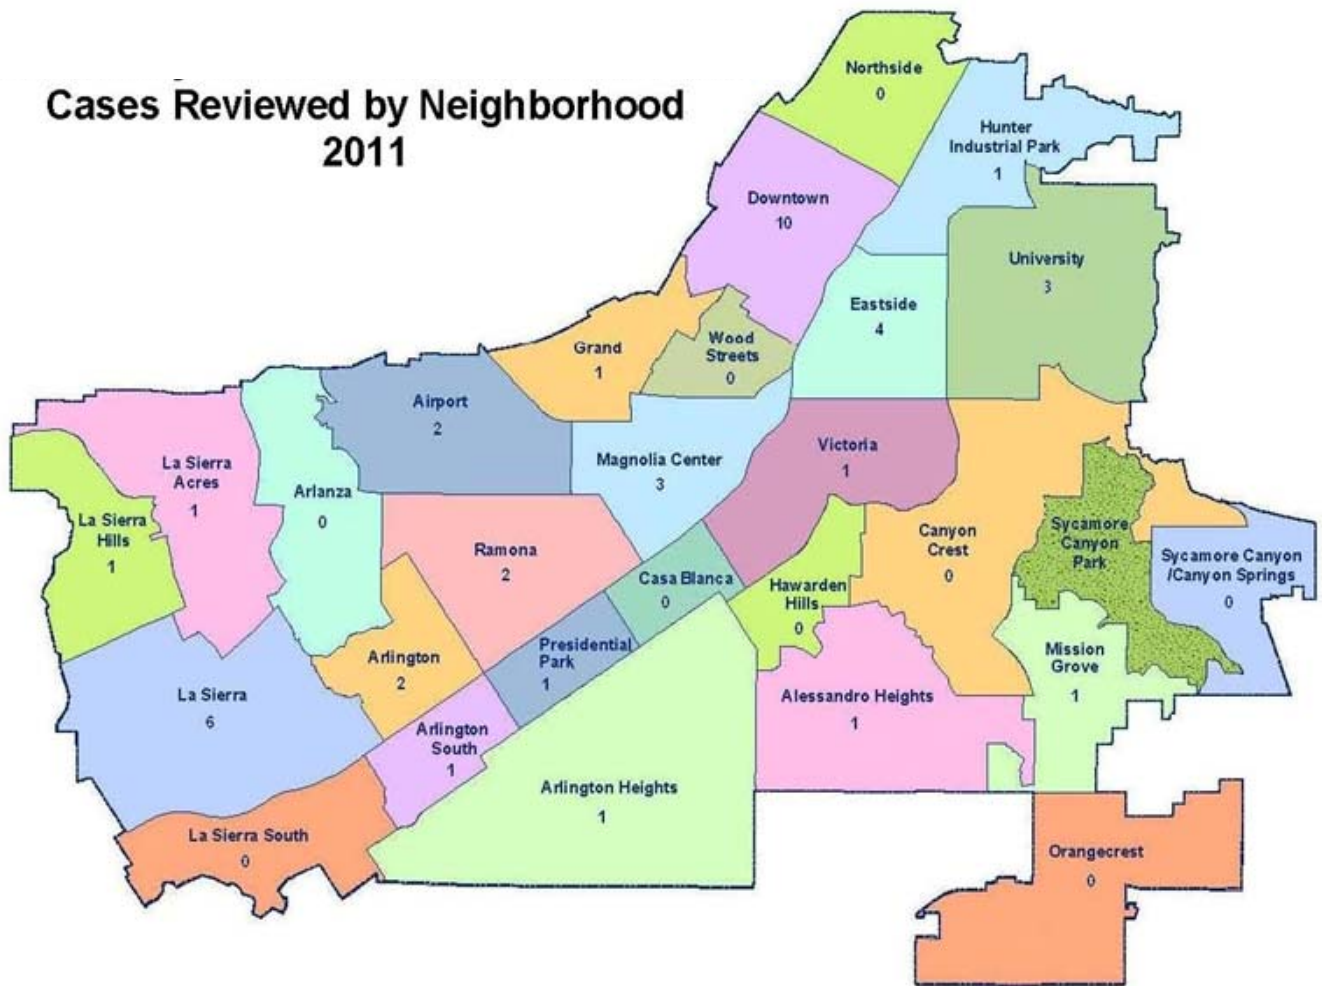 Cases Reviewed by Neighborhood
2011
Northside
0
Hunter
Industrial Park
1
Downtown
10
University
3
Eastside
4
Wood
Streets
0
Grand
1
Airport
2
Magnolia Center
3
Victoria
1
La Sierra
Acres
1
Arlanza
0
La Sierra
Hills
1
Ramona
2
Casa Blanca
0
Canyon
Crest
0
Sycamore
Canyon
Park
Sycamore Canyon
/Canyon Springs
0
Hawarden
Hills
0
Presidential
Park
1
Arlington
2
Mission
Grove
1
La Sierra
6
Alessandro Heights
1
Arlington
South
1
Arlington Heights
1
La Sierra South
0
Orangecrest
0